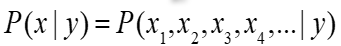 P(x | y) = P(x₁, x₂, x₃, x₄, ... | y)